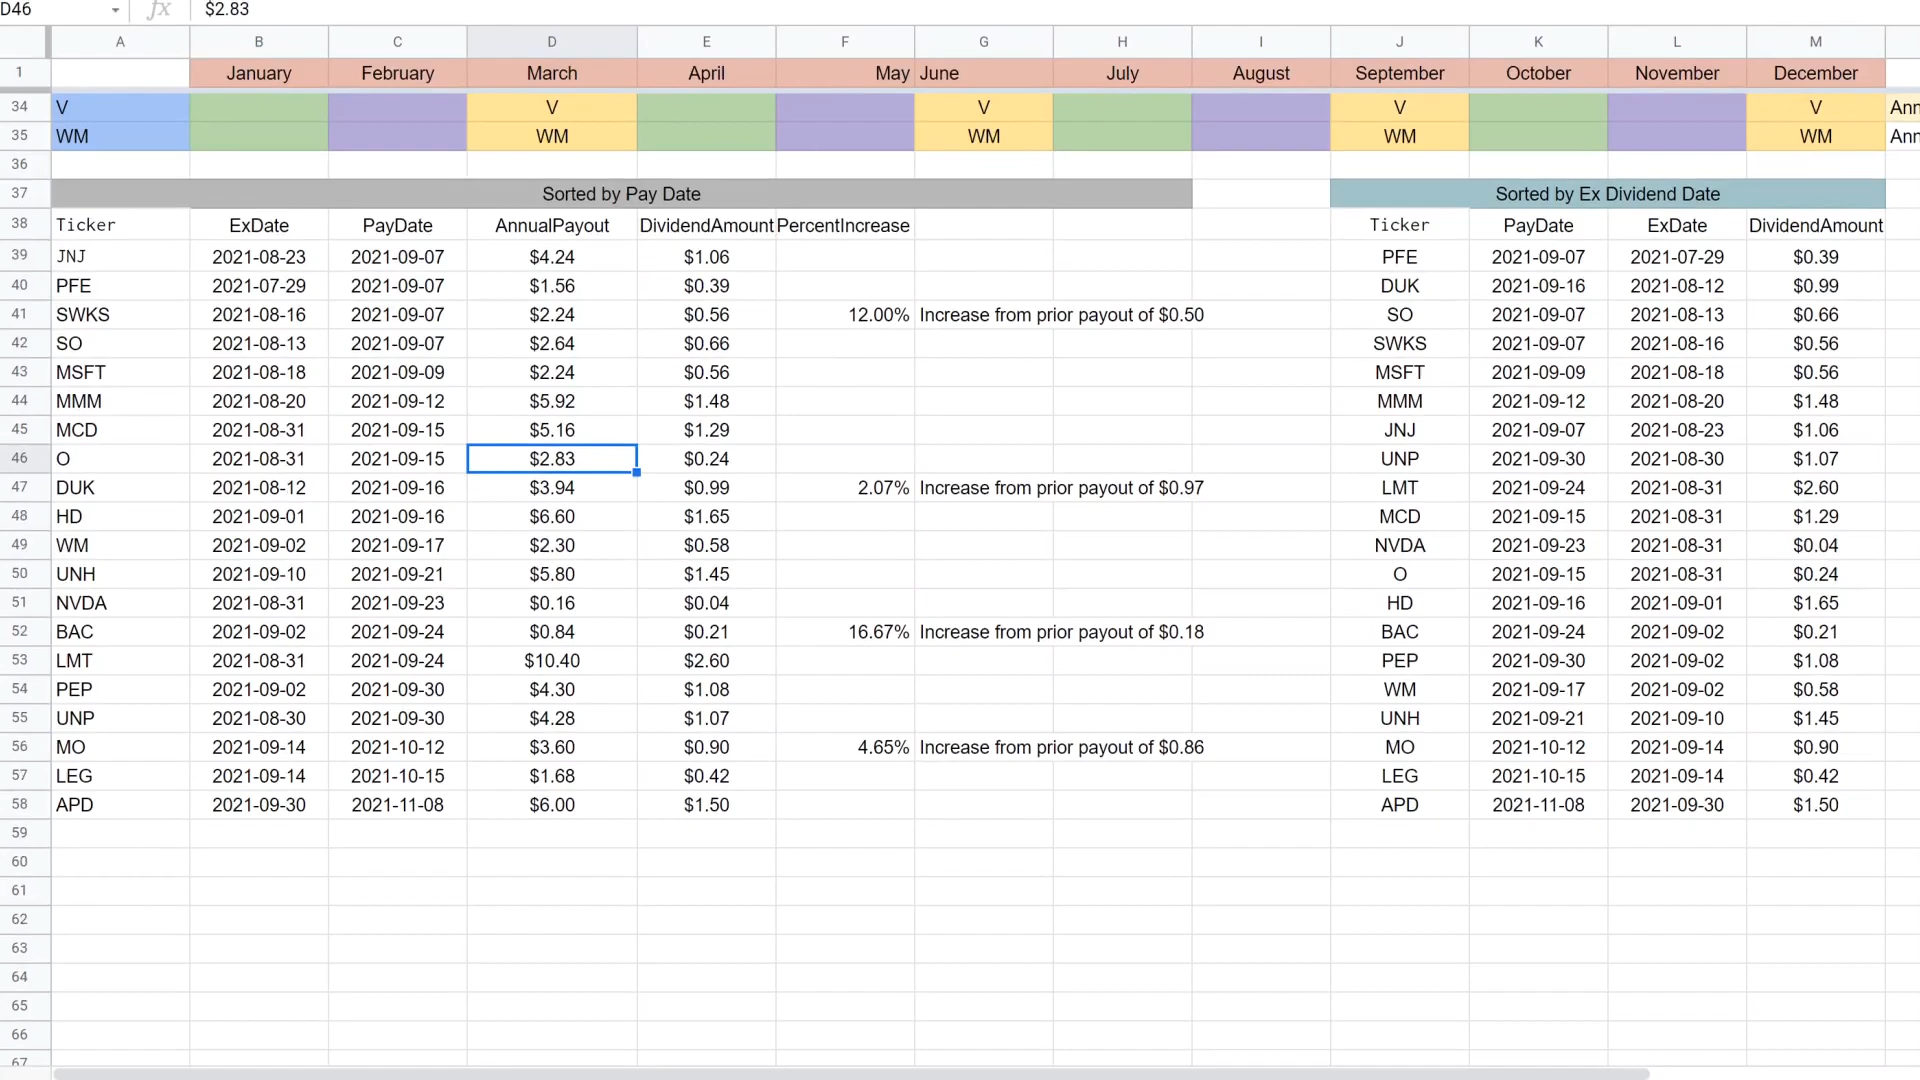 D46 fx $2.83
A B C D E F G H I J K L M
1 January February March April May June July August September October November December
34 V V V V V Ann
35 WM WM WM WM WM Ann
36
37 Sorted by Pay Date Sorted by Ex Dividend Date
38 Ticker ExDate PayDate AnnualPayout DividendAmount PercentIncrease Ticker PayDate ExDate DividendAmount
39 JNJ 2021-08-23 2021-09-07 $4.24 $1.06 PFE 2021-09-07 2021-07-29 $0.39
40 PFE 2021-07-29 2021-09-07 $1.56 $0.39 DUK 2021-09-16 2021-08-12 $0.99
41 SWKS 2021-08-16 2021-09-07 $2.24 $0.56 12.00% Increase from prior payout of $0.50 SO 2021-09-07 2021-08-13 $0.66
42 SO 2021-08-13 2021-09-07 $2.64 $0.66 SWKS 2021-09-07 2021-08-16 $0.56
43 MSFT 2021-08-18 2021-09-09 $2.24 $0.56 MSFT 2021-09-09 2021-08-18 $0.56
44 MMM 2021-08-20 2021-09-12 $5.92 $1.48 MMM 2021-09-12 2021-08-20 $1.48
45 MCD 2021-08-31 2021-09-15 $5.16 $1.29 JNJ 2021-09-07 2021-08-23 $1.06
46 O 2021-08-31 2021-09-15 $2.83 $0.24 UNP 2021-09-30 2021-08-30 $1.07
47 DUK 2021-08-12 2021-09-16 $3.94 $0.99 2.07% Increase from prior payout of $0.97 LMT 2021-09-24 2021-08-31 $2.60
48 HD 2021-09-01 2021-09-16 $6.60 $1.65 MCD 2021-09-15 2021-08-31 $1.29
49 WM 2021-09-02 2021-09-17 $2.30 $0.58 NVDA 2021-09-23 2021-08-31 $0.04
50 UNH 2021-09-10 2021-09-21 $5.80 $1.45 O 2021-09-15 2021-08-31 $0.24
51 NVDA 2021-08-31 2021-09-23 $0.16 $0.04 HD 2021-09-16 2021-09-01 $1.65
52 BAC 2021-09-02 2021-09-24 $0.84 $0.21 16.67% Increase from prior payout of $0.18 BAC 2021-09-24 2021-09-02 $0.21
53 LMT 2021-08-31 2021-09-24 $10.40 $2.60 PEP 2021-09-30 2021-09-02 $1.08
54 PEP 2021-09-02 2021-09-30 $4.30 $1.08 WM 2021-09-17 2021-09-02 $0.58
55 UNP 2021-08-30 2021-09-30 $4.28 $1.07 UNH 2021-09-21 2021-09-10 $1.45
56 MO 2021-09-14 2021-10-12 $3.60 $0.90 4.65% Increase from prior payout of $0.86 MO 2021-10-12 2021-09-14 $0.90
57 LEG 2021-09-14 2021-10-15 $1.68 $0.42 LEG 2021-10-15 2021-09-14 $0.42
58 APD 2021-09-30 2021-11-08 $6.00 $1.50 APD 2021-11-08 2021-09-30 $1.50
59
60
61
62
63
64
65
66
67